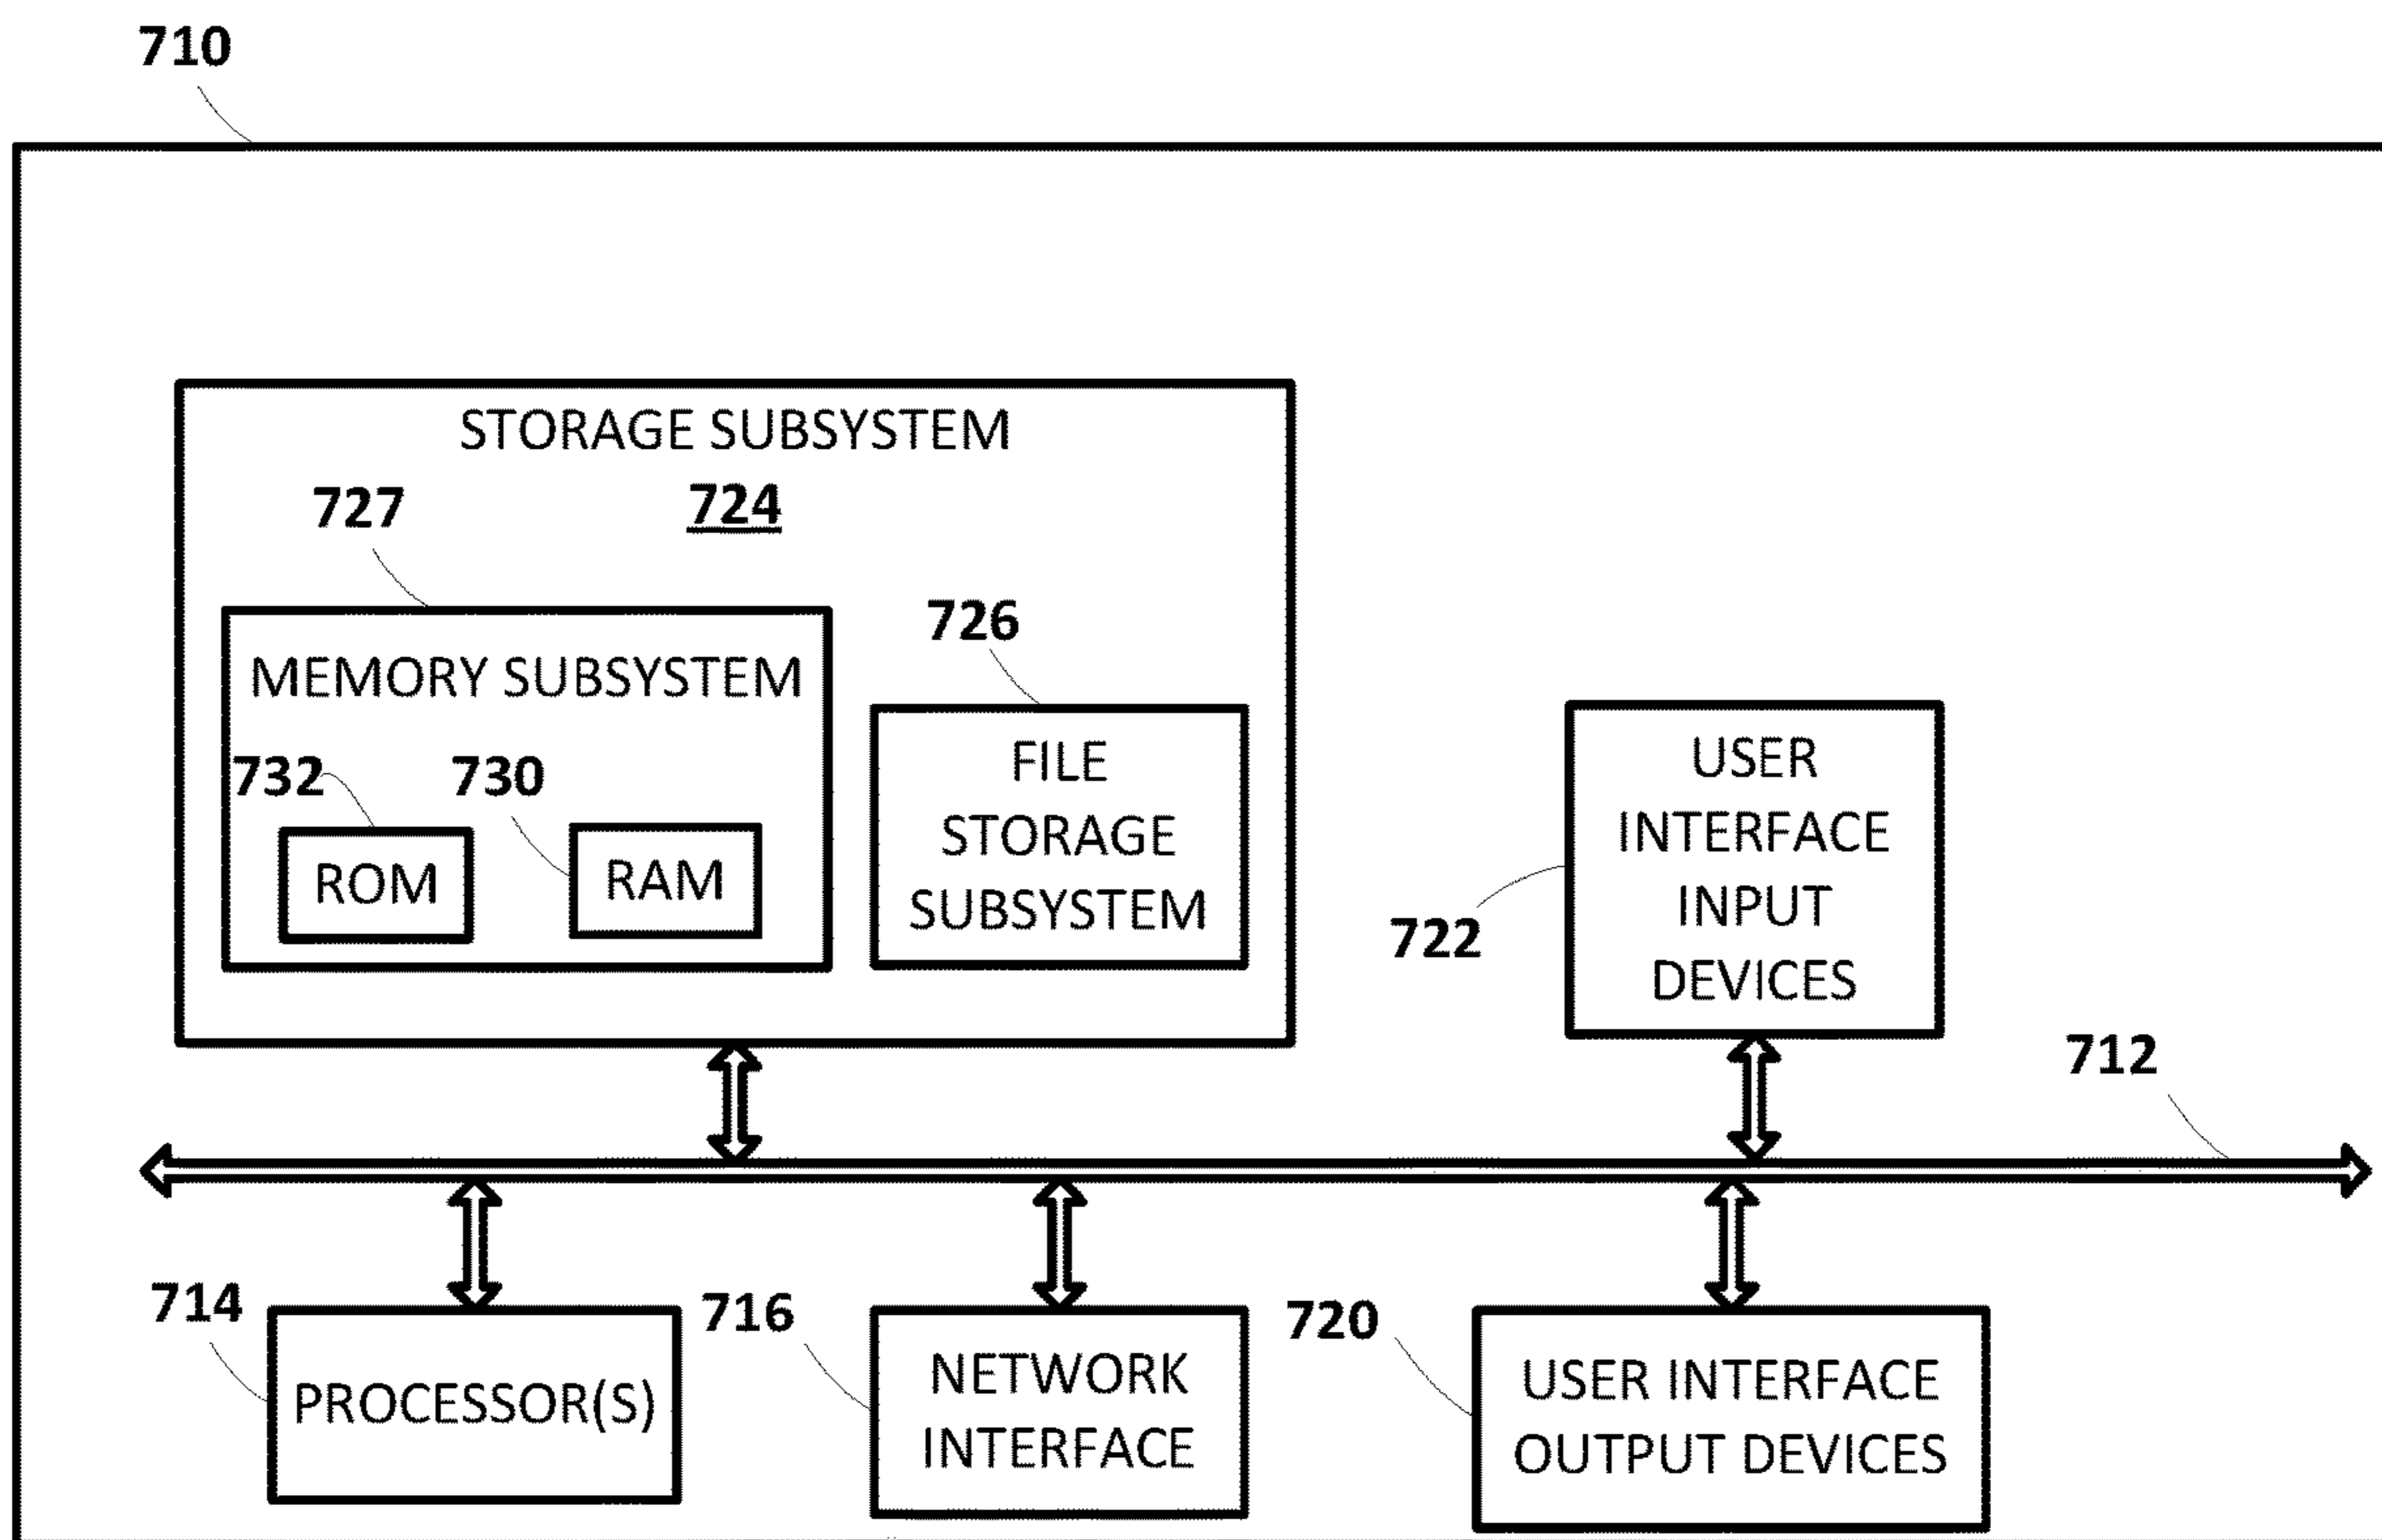 710
STORAGE SUBSYSTEM
724
727
MEMORY SUBSYSTEM
732
730
ROM
RAM
726
FILE
STORAGE
SUBSYSTEM
USER
INTERFACE
INPUT
DEVICES
722
712
714
PROCESSOR(S)
716
NETWORK
INTERFACE
720
USER INTERFACE
OUTPUT DEVICES